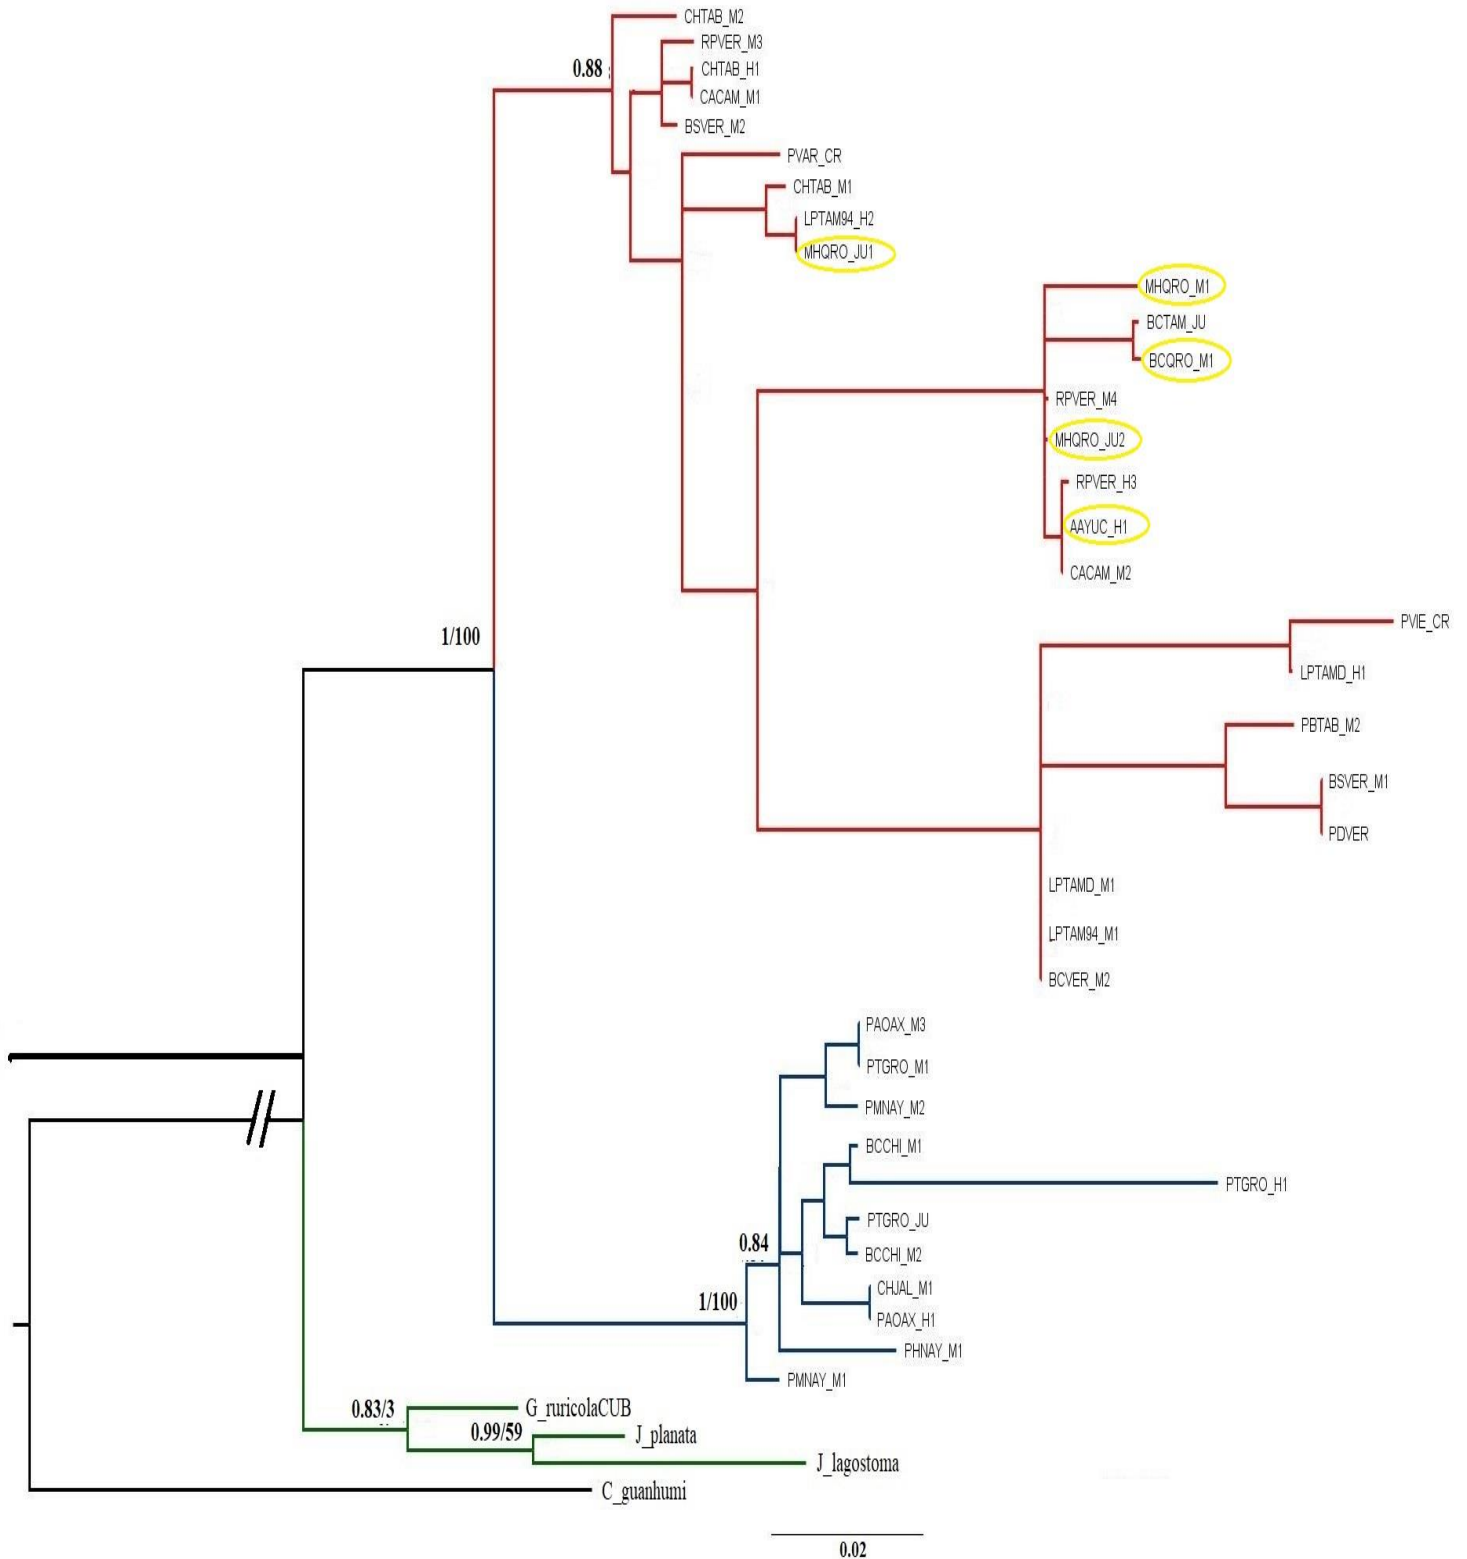 CHTAB_M2
RPVER_M3
0.88
CHTAB_H1
CACAM_M1
BSVER_M2
PVAR_CR
CHTAB_M1
LPTAM94_H2
MHQRO_JU1
MHQRO_M1
BCTAM_JU
BCQRO_M1
RPVER_M4
MHQRO_JU2
RPVER_H3
AAYUC_H1
CACAM_M2
PVIE_CR
1/100
LPTAMD_H1
PBTAB_M2
BSVER_M1
PDVER
LPTAMD_M1
LPTAM94_M1
BCVER_M2
PAOAX_M3
PTGRO_M1
PMNAY_M2
BCCHI_M1
PTGRO_H1
PTGRO_JU
0.84
BCCHI_M2
CHJAL_M1
1/100
PAOAX_H1
PHNAY_M1
PMNAY_M1
0.83/3
G_ruricolaCUB
0.99/59
J_planata
J_lagostoma
C_guanhumi
0.02